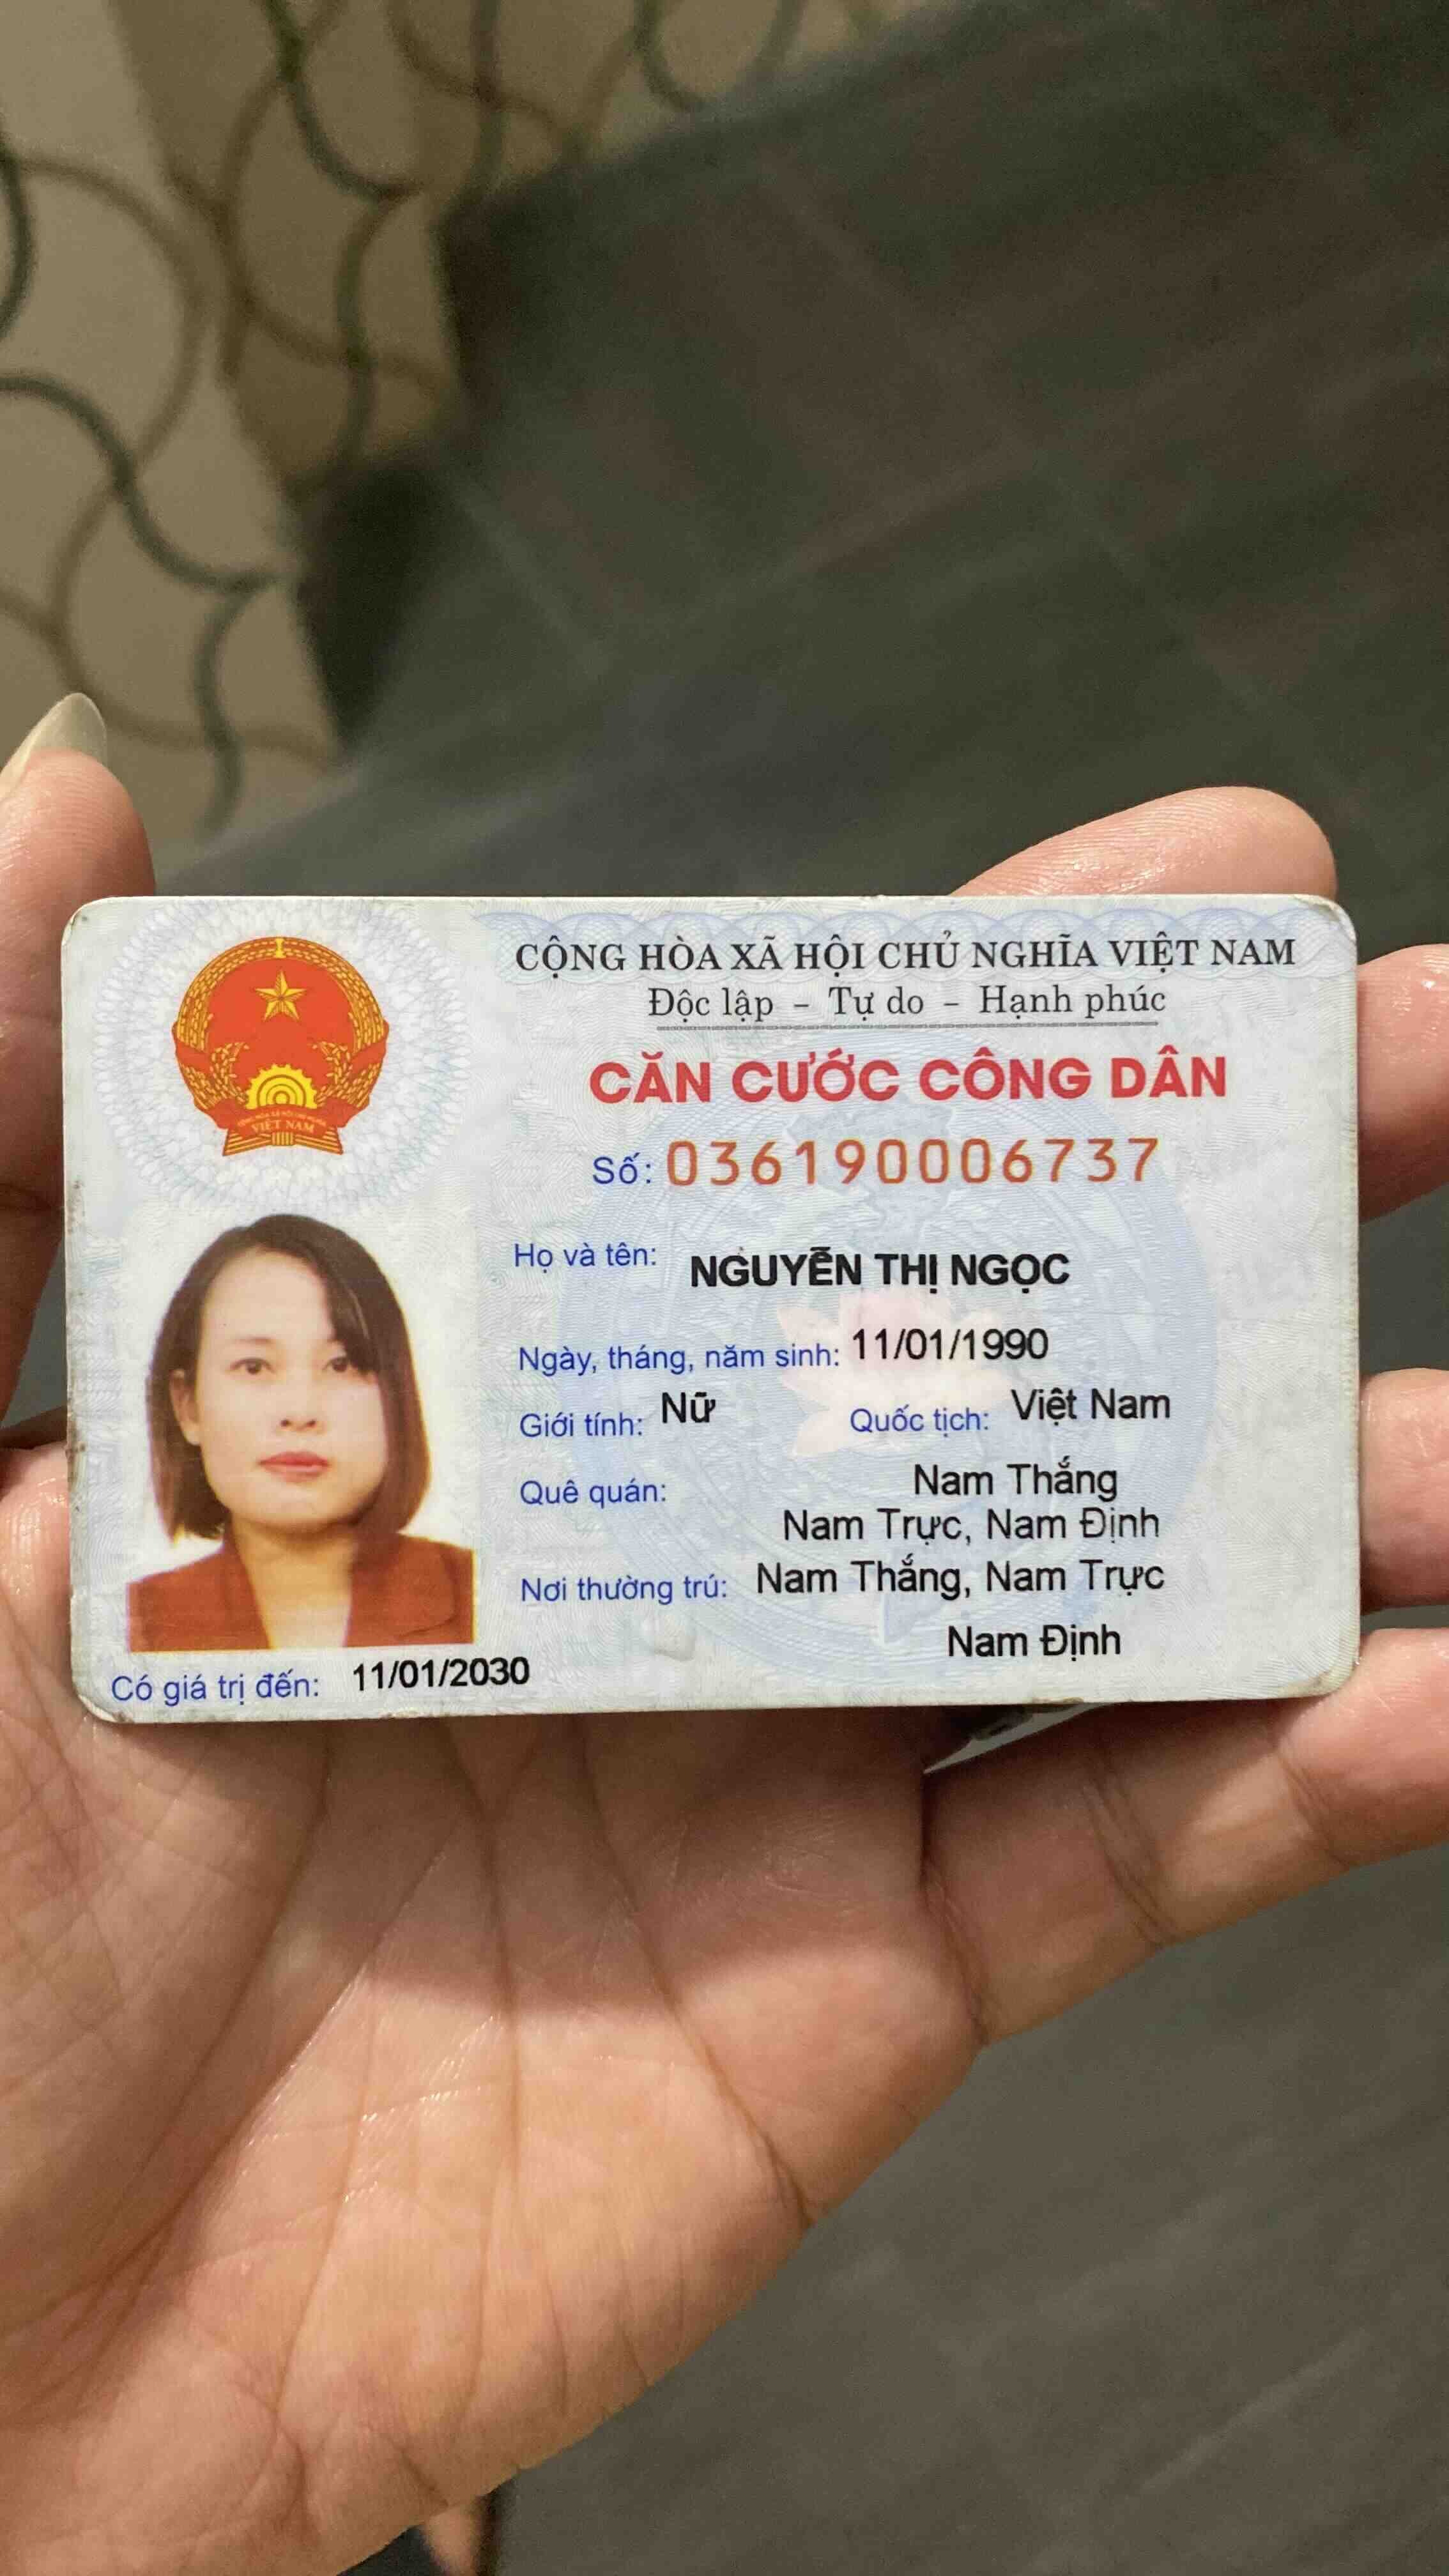 CỘNG HÒA XÃ HỘI CHỦ NGHĨA VIỆT NAM
Độc lập - Tự do - Hạnh phúc
CĂN CƯỚC CÔNG DÂN
Số: 036190006737
Họ và tên: NGUYỄN THỊ NGỌC
Ngày, tháng, năm sinh: 11/01/1990
Giới tính: Nữ Quốc tịch: Việt Nam
Quê quán: Nam Thắng
Nam Trực, Nam Định
Nơi thường trú: Nam Thắng, Nam Trực
Nam Định
Có giá trị đến: 11/01/2030
VIỆT NAM